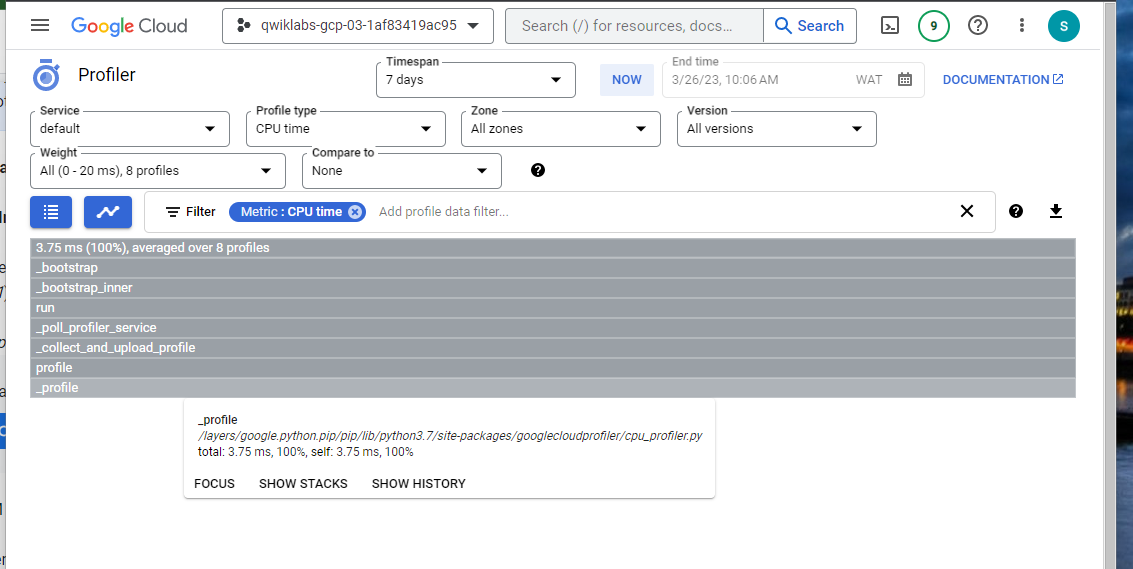 Google Cloud
qwiklabs-gcp-03-1af83419ac95
Search (/) for resources, docs...
Search
9
S
Profiler
Timespan
7 days
NOW
End time
3/26/23, 10:06 AM WAT
DOCUMENTATION
Service
default
Profile type
CPU time
Zone
All zones
Version
All versions
Weight
All (0 - 20 ms), 8 profiles
Compare to
None
Filter
Metric : CPU time
Add profile data filter...
3.75 ms (100%), averaged over 8 profiles
_bootstrap
_bootstrap_inner
run
_poll_profiler_service
_collect_and_upload_profile
profile
_profile
_profile
/layers/google.python.pip/pip/lib/python3.7/site-packages/googlecloudprofiler/cpu_profiler.py
total: 3.75 ms, 100%, self: 3.75 ms, 100%
FOCUS SHOW STACKS SHOW HISTORY